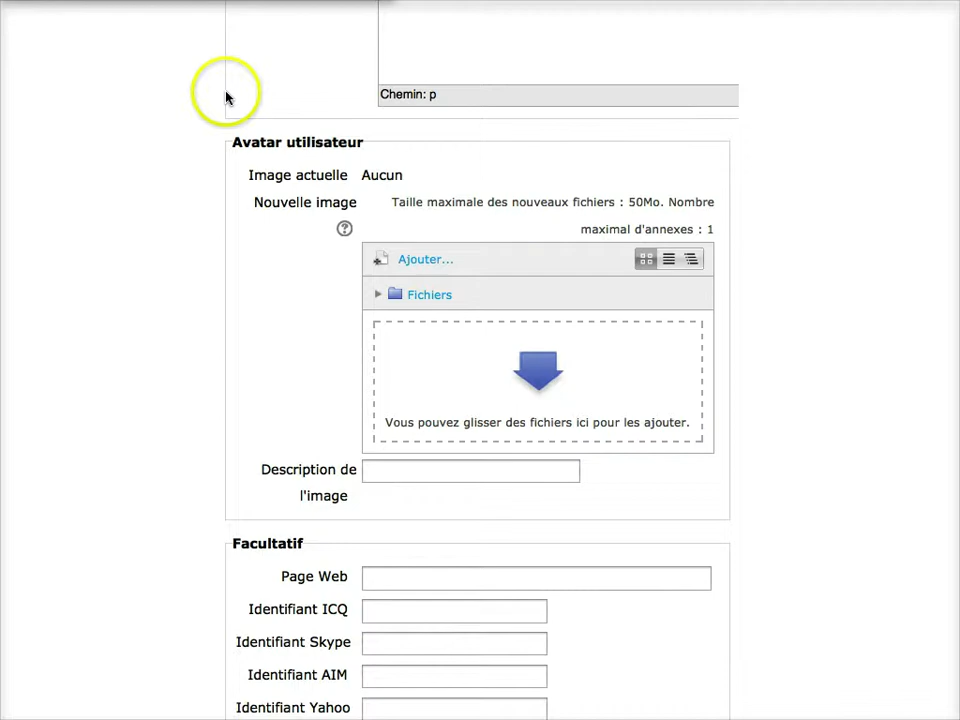 Chemin: p
Avatar utilisateur
Image actuelle Aucun
Nouvelle image Taille maximale des nouveaux fichiers : 50Mo. Nombre
maximal d'annexes : 1
Ajouter...
Fichiers
Vous pouvez glisser des fichiers ici pour les ajouter.
Description de
l'image
Facultatif
Page Web
Identifiant ICQ
Identifiant Skype
Identifiant AIM
Identifiant Yahoo